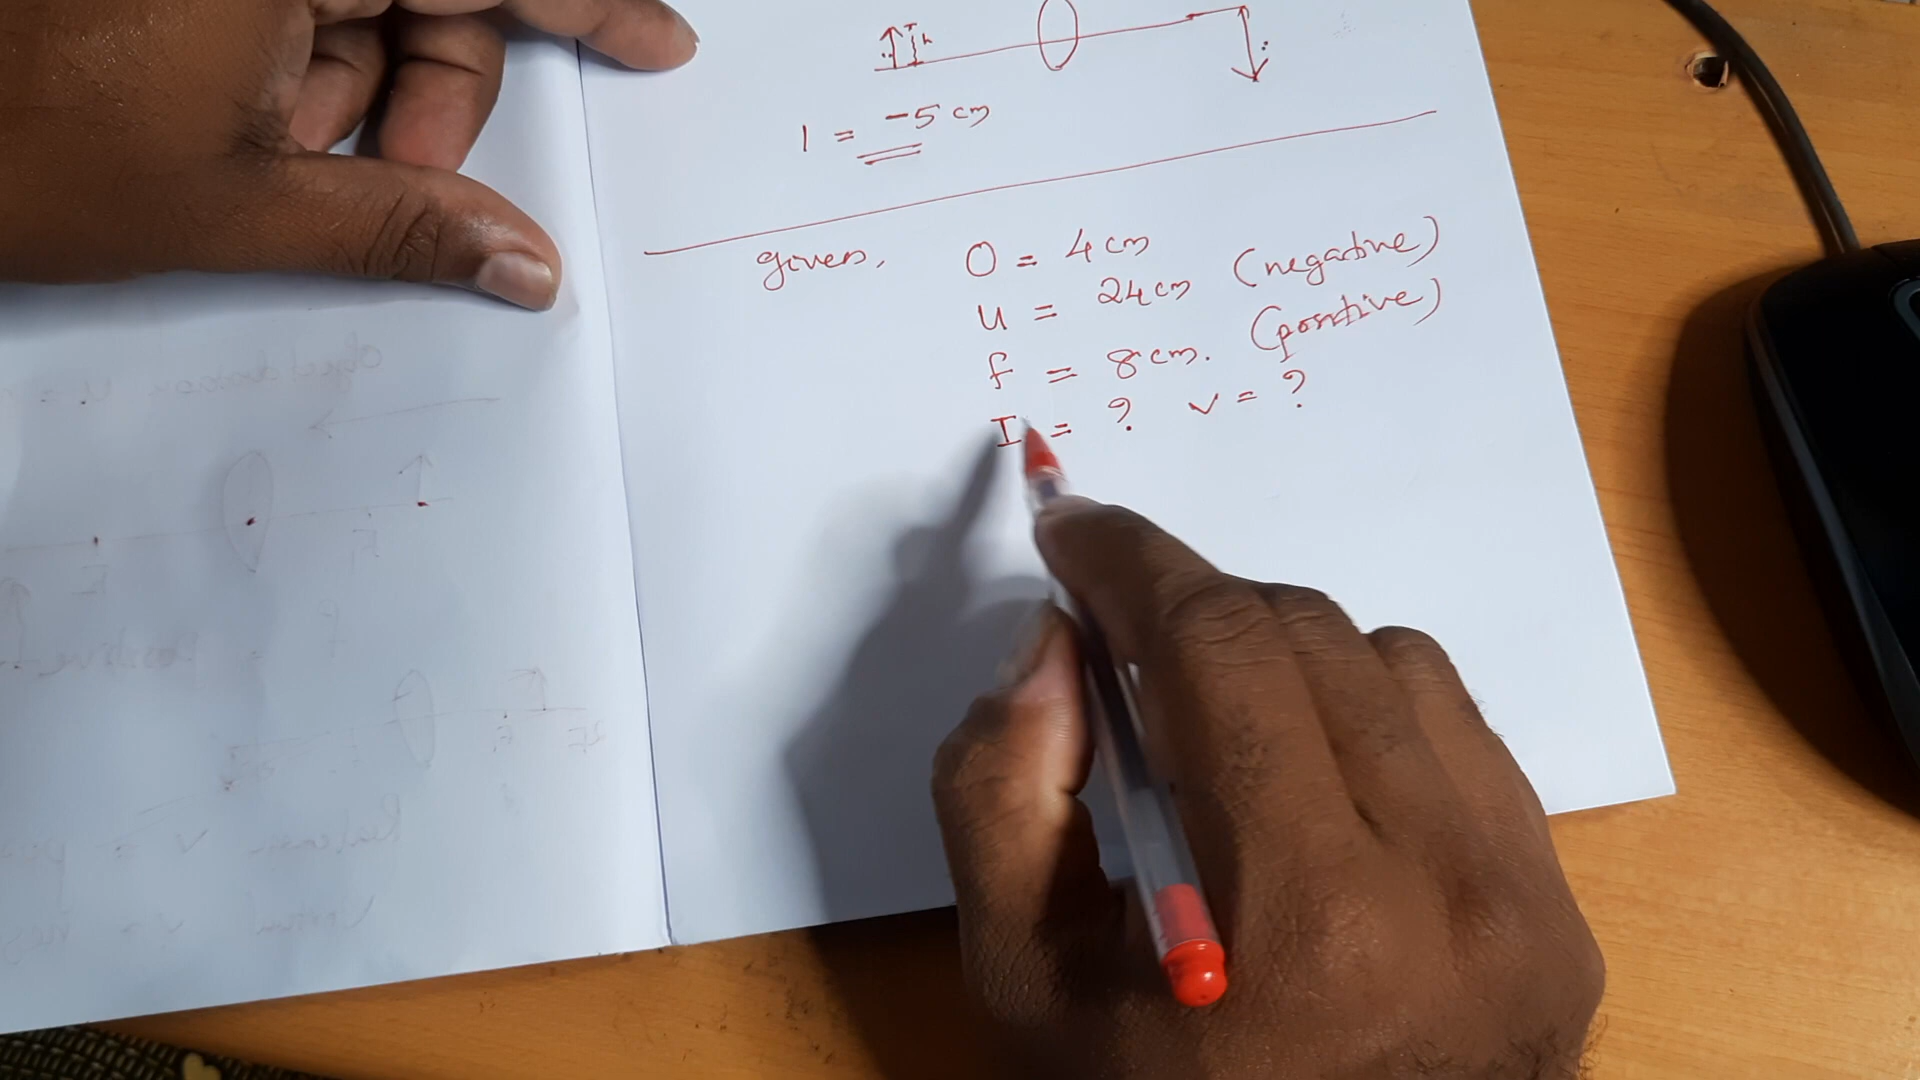 h
I = -5 cm
given, O = 4 cm
u = 24 cm (negative)
f = 8 cm. (positive)
I = ? v = ?